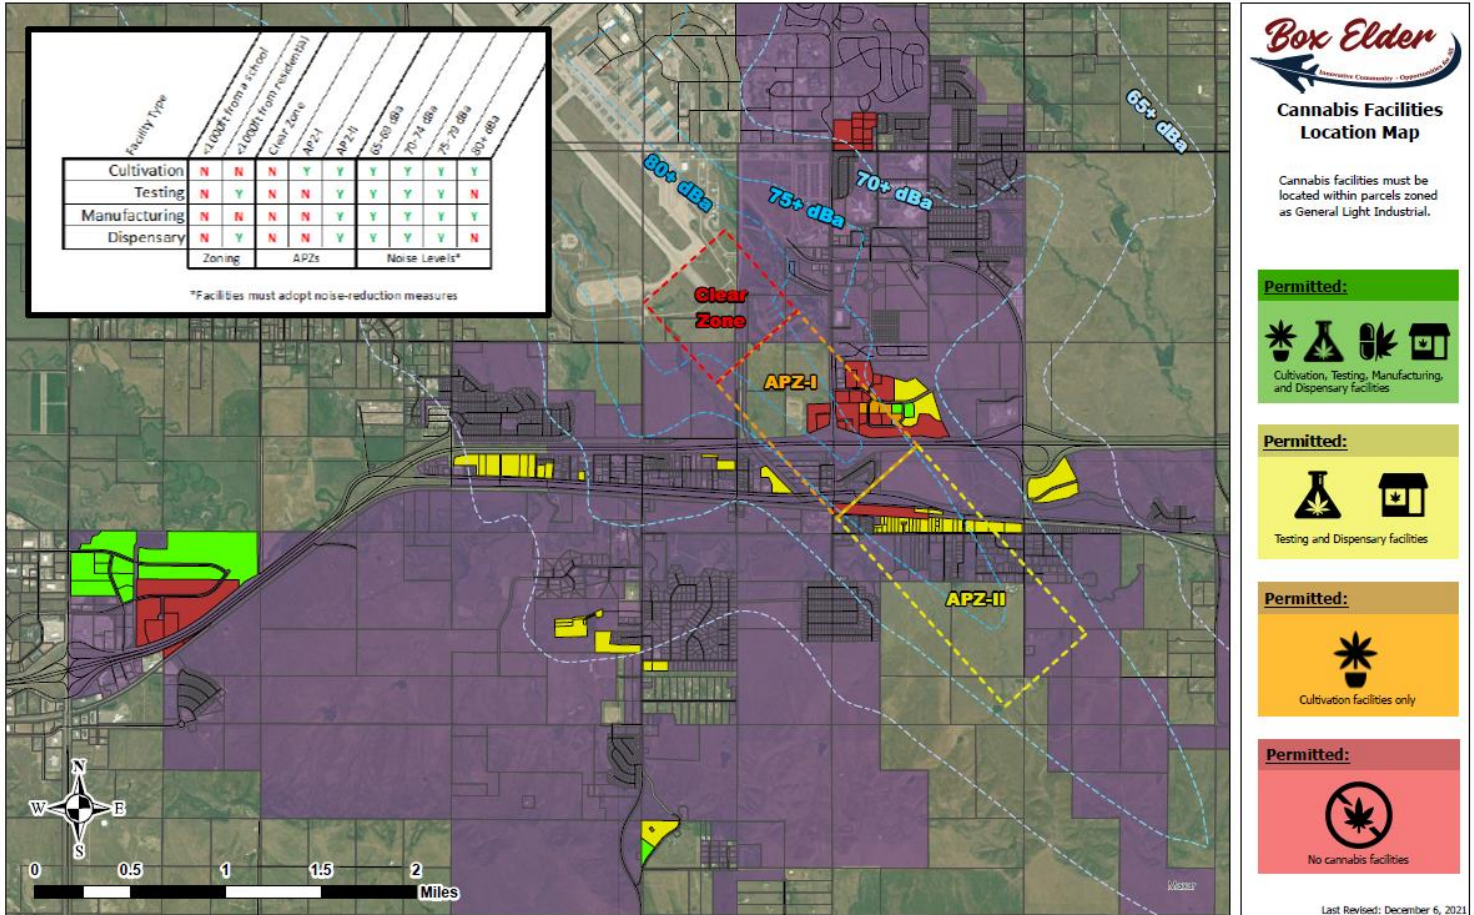 Facility Type
<1000ft from a school
<1000ft from residential
Clear Zone
APZ-I
APZ-II
65-69 dBa
70-74 dBa
75-79 dBa
80+ dBa
Cultivation N N N Y Y Y Y Y Y
Testing N Y N N Y Y Y Y N
Manufacturing N N N N Y Y Y Y Y
Dispensary N Y N N Y Y Y Y N
Zoning APZs Noise Levels*
*Facilities must adopt noise-reduction measures
65+ dBa
80+ dBa
75+ dBa
70+ dBa
Clear
Zone
APZ-I
APZ-II
N
W E
S
0 0.5 1 1.5 2
Miles
Maxar
Box Elder
Innovative Community - Opportunities for All
Cannabis Facilities
Location Map
Cannabis facilities must be
located within parcels zoned
as General Light Industrial.
Permitted:
Cultivation, Testing, Manufacturing,
and Dispensary facilities
Permitted:
Testing and Dispensary facilities
Permitted:
Cultivation facilities only
Permitted:
No cannabis facilities
Last Revised: December 6, 2021